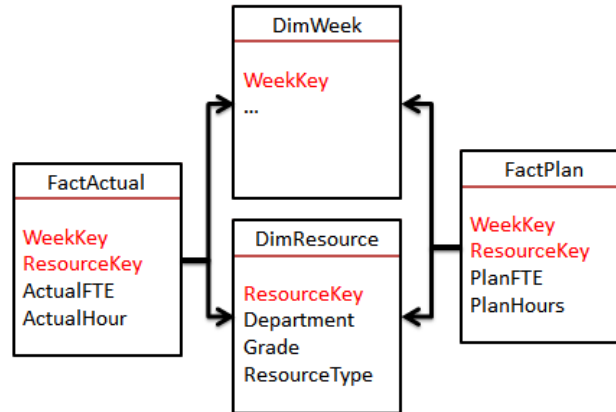 DimWeek
WeekKey
...
FactActual
WeekKey
ResourceKey
ActualFTE
ActualHour
DimResource
ResourceKey
Department
Grade
ResourceType
FactPlan
WeekKey
ResourceKey
PlanFTE
PlanHours